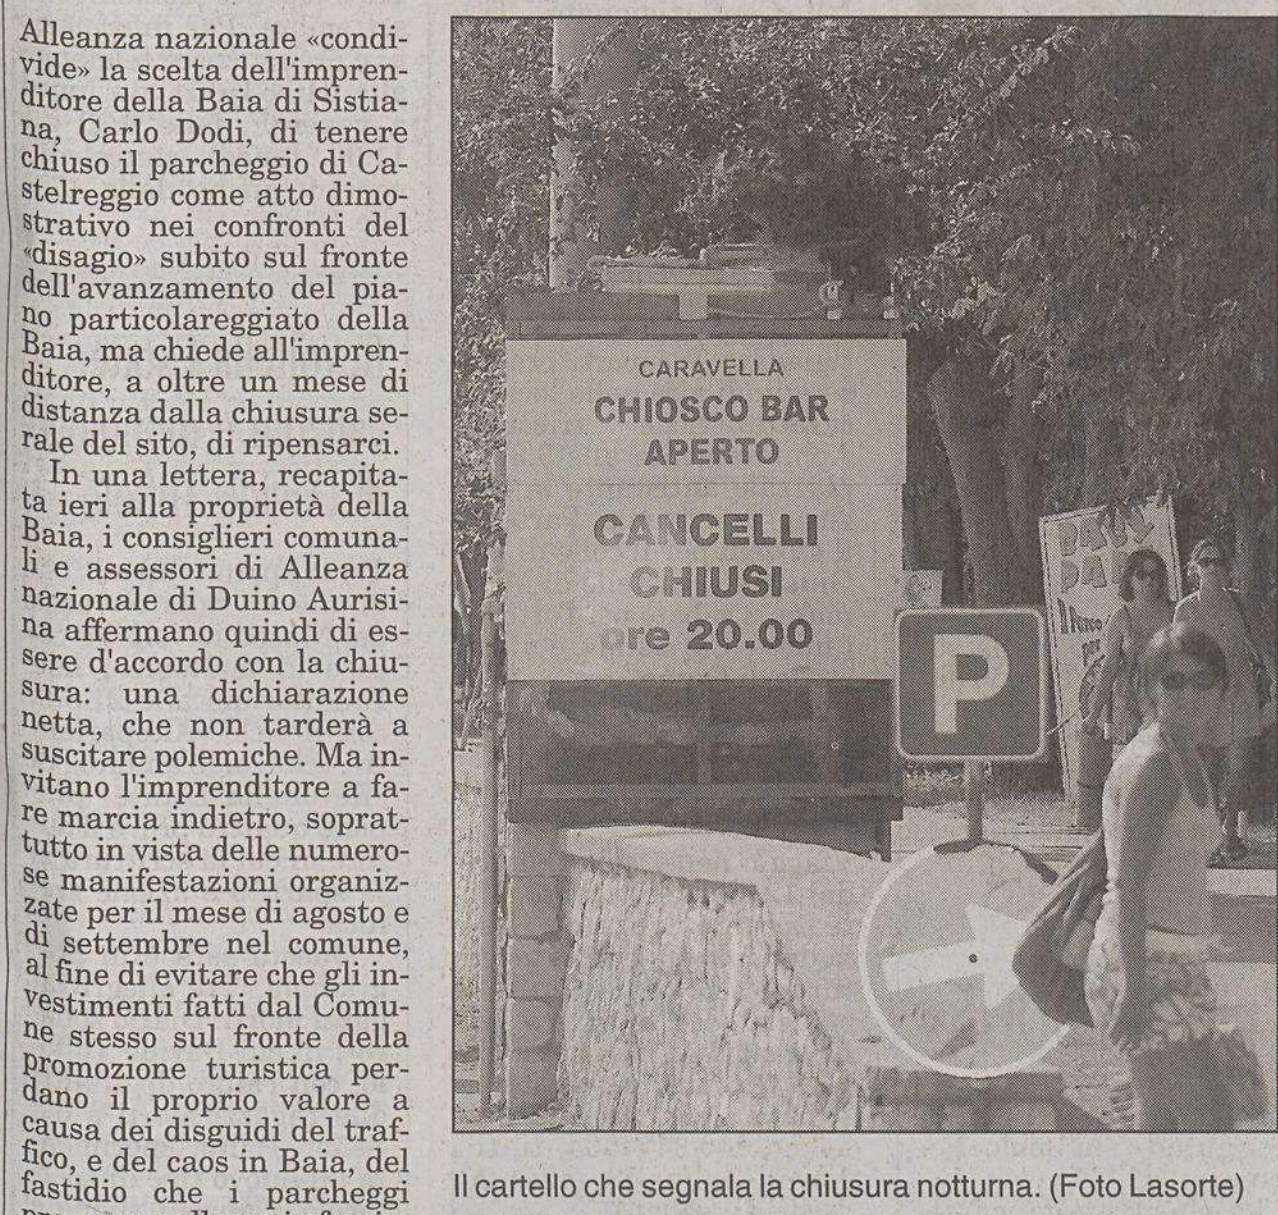 Alleanza nazionale «condi-
vide» la scelta dell'impren-
ditore della Baia di Sistia-
na, Carlo Dodi, di tenere
chiuso il parcheggio di Ca-
stelreggio come atto dimo-
strativo nei confronti del
«disagio» subito sul fronte
dell'avanzamento del pia-
no particolareggiato della
Baia, ma chiede all'impren-
ditore, a oltre un mese di
distanza dalla chiusura se-
rale del sito, di ripensarci.
In una lettera, recapita-
ta ieri alla proprietà della
Baia, i consiglieri comuna-
li e assessori di Alleanza
nazionale di Duino Aurisi-
na affermano quindi di es-
sere d'accordo con la chiu-
sura: una dichiarazione
netta, che non tarderà a
suscitare polemiche. Ma in-
vitano l'imprenditore a fa-
re marcia indietro, soprat-
tutto in vista delle numero-
se manifestazioni organiz-
zate per il mese di agosto e
di settembre nel comune,
al fine di evitare che gli in-
vestimenti fatti dal Comu-
ne stesso sul fronte della
promozione turistica per-
dano il proprio valore a
causa dei disguidi del traf-
fico, e del caos in Baia, del
fastidio che i parcheggi
CARAVELLA
CHIOSCO BAR
APERTO
CANCELLI
CHIUSI
ore 20.00
P
BABY
Il Parco
per
Il cartello che segnala la chiusura notturna. (Foto Lasorte)